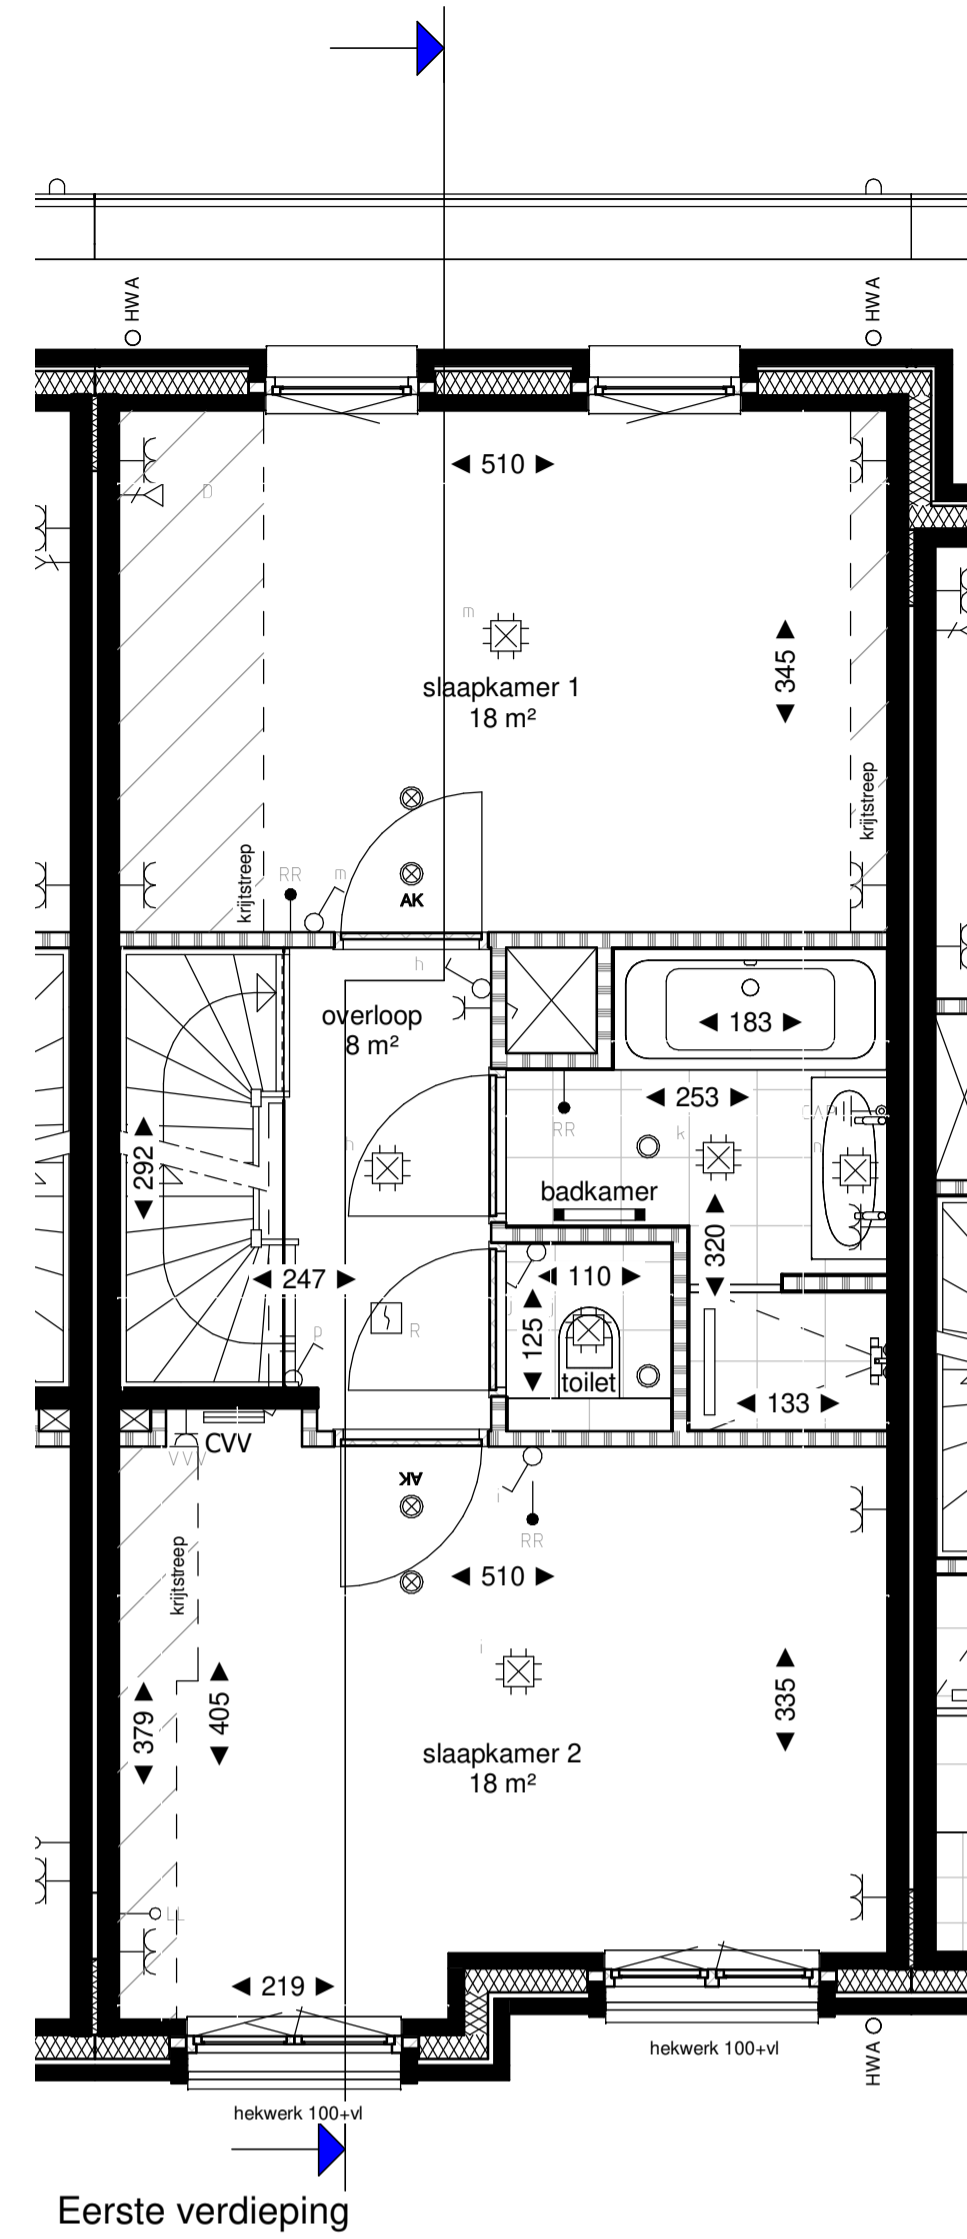 HWA
HWA
510
D
m
slaapkamer 1
18 m²
345
krijtstreep
krijtstreep
RR
m
AK
h
overloop
8 m²
183
253
RR
k
h
n
292
badkamer
320
247
110
125
R
p
toilet
133
CVV
VVV
AK
i
RR
krijtstreep
510
i
379
405
335
slaapkamer 2
18 m²
LL
219
hekwerk 100+vl
HWA
hekwerk 100+vl
Eerste verdieping